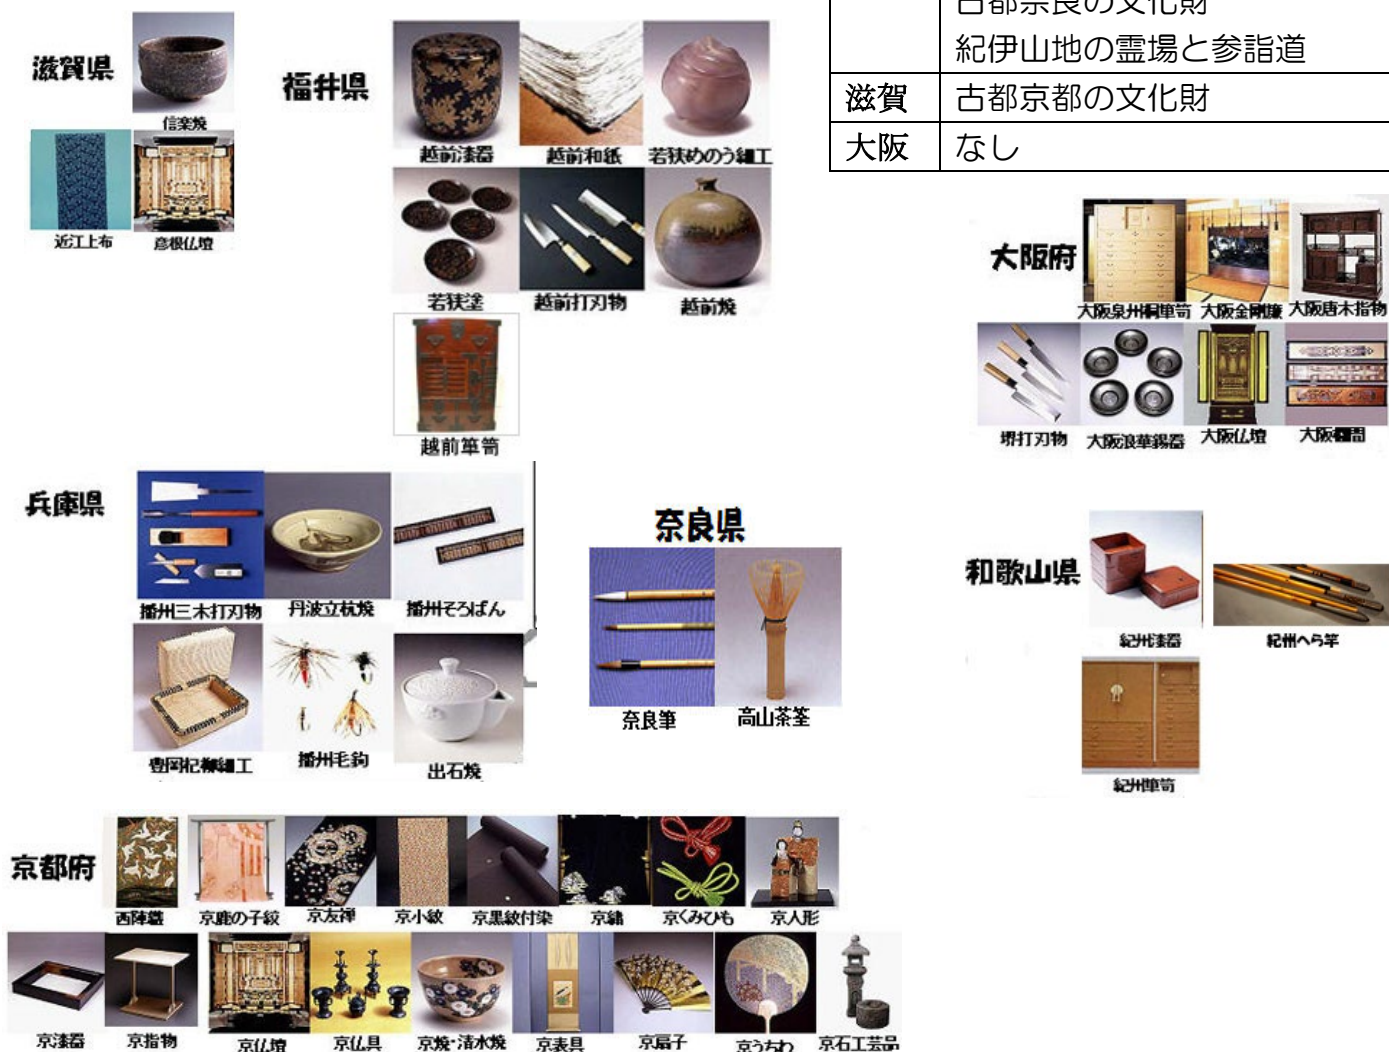 古都奈良の文化財
紀伊山地の霊場と参詣道
滋賀 古都京都の文化財
大阪 なし
滋賀県
信楽焼
近江上布 彦根仏壇
福井県
越前漆器 越前和紙 若狭めのう細工
若狭塗 越前打刃物 越前焼
越前箪笥
大阪府
大阪泉州桐箪笥 大阪金剛簾 大阪唐木指物
堺打刃物 大阪浪華錫器 大阪仏壇 大阪欄間
兵庫県
播州三木打刃物 丹波立杭焼 播州そろばん
豊岡杞柳細工 播州毛鉤 出石焼
奈良県
奈良筆 高山茶筌
和歌山県
紀州漆器 紀州へら竿
紀州箪笥
京都府
西陣織 京鹿の子絞 京友禅 京小紋 京黒紋付染 京繍 京くみひも 京人形
京漆器 京指物 京仏壇 京仏具 京焼・清水焼 京表具 京扇子 京うちわ 京石工芸品